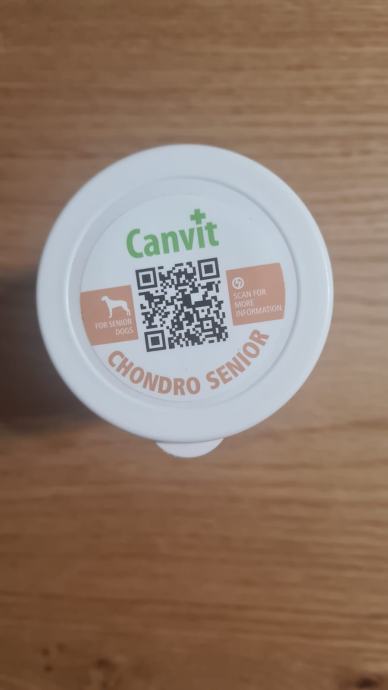 Canvit
FOR SENIOR
DOGS
SCAN FOR
MORE
INFORMATION
CHONDRO SENIOR